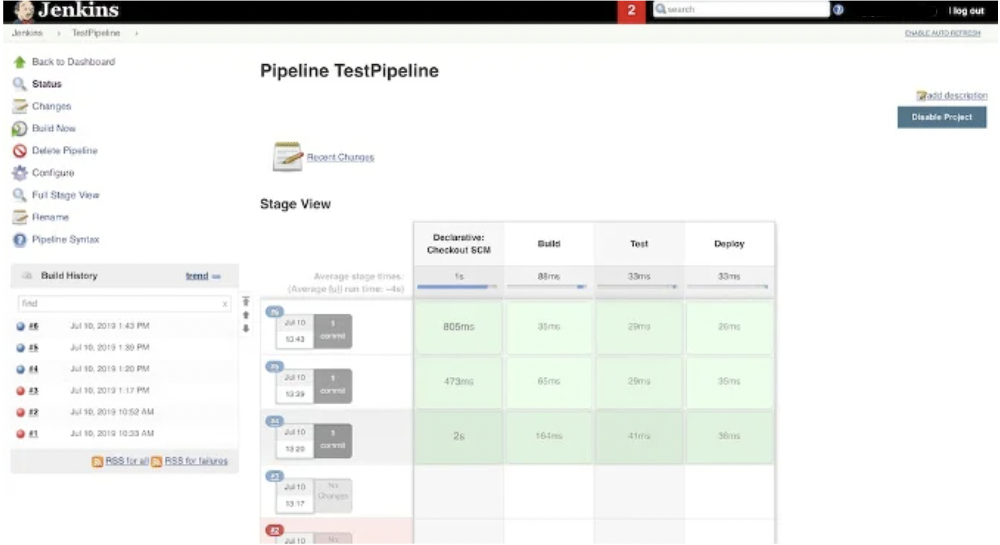 Jenkins
2
search
| log out
Jenkins
TestPipeline
ENABLE AUTO REFRESH
Back to Dashboard
Status
Changes
Build Now
Delete Pipeline
Configure
Full Stage View
Rename
Pipeline Syntax
Build History
trend
find
x
#6 Jul 10, 2019 1:43 PM
#5 Jul 10, 2019 1:39 PM
#4 Jul 10, 2019 1:20 PM
#3 Jul 10, 2019 1:17 PM
#2 Jul 10, 2019 10:52 AM
#1 Jul 10, 2019 10:33 AM
RSS for all RSS for failures
Pipeline TestPipeline
add description
Disable Project
Recent Changes
Stage View
Declarative:
Checkout SCM
Build
Test
Deploy
Average stage times:
(Average full run time: ~4s)
1s
88ms
33ms
33ms
#6
Jul 10
13:43
1
commit
805ms
35ms
29ms
26ms
#5
Jul 10
13:39
1
commit
473ms
65ms
29ms
35ms
#4
Jul 10
13:20
1
commit
2s
164ms
41ms
38ms
#3
Jul 10
13:17
No
Changes
#2
Jul 10
No